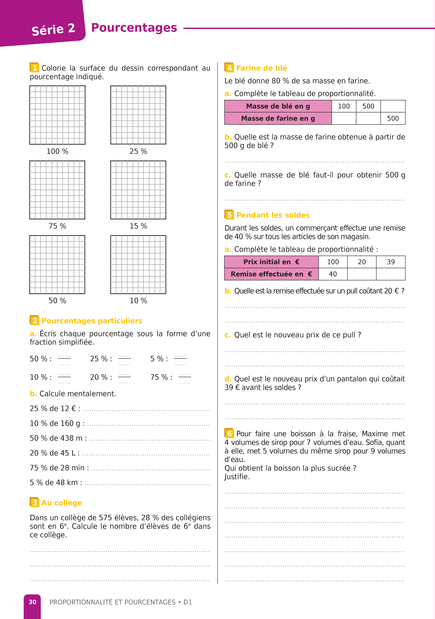 Série 2 Pourcentages
1 Colorie la surface du dessin correspondant au
pourcentage indiqué.
100 % 25 %
75 % 15 %
50 % 10 %
2 Pourcentages particuliers
a. Écris chaque pourcentage sous la forme d'une
fraction simplifiée.
50 % : 25 % : 5 % :
10 % : 20 % : 75 % :
b. Calcule mentalement.
25 % de 12 € :
10 % de 160 g :
50 % de 438 m :
20 % de 45 L :
75 % de 28 min :
5 % de 48 km :
3 Au collège
Dans un collège de 575 élèves, 28 % des collégiens
sont en 6e. Calcule le nombre d'élèves de 6e dans
ce collège.
4 Farine de blé
Le blé donne 80 % de sa masse en farine.
a. Complète le tableau de proportionnalité.
Masse de blé en g 100 500
Masse de farine en g 500
b. Quelle est la masse de farine obtenue à partir de
500 g de blé ?
c. Quelle masse de blé faut-il pour obtenir 500 g
de farine ?
5 Pendant les soldes
Durant les soldes, un commerçant effectue une remise
de 40 % sur tous les articles de son magasin.
a. Complète le tableau de proportionnalité :
Prix initial en € 100 20 39
Remise effectuée en € 40
b. Quelle est la remise effectuée sur un pull coûtant 20 € ?
c. Quel est le nouveau prix de ce pull ?
d. Quel est le nouveau prix d'un pantalon qui coûtait
39 € avant les soldes ?
6 Pour faire une boisson à la fraise, Maxime met
4 volumes de sirop pour 7 volumes d'eau. Sofia, quant
à elle, met 5 volumes du même sirop pour 9 volumes
d'eau.
Qui obtient la boisson la plus sucrée ?
Justifie.
30 PROPORTIONNALITÉ ET POURCENTAGES • D1